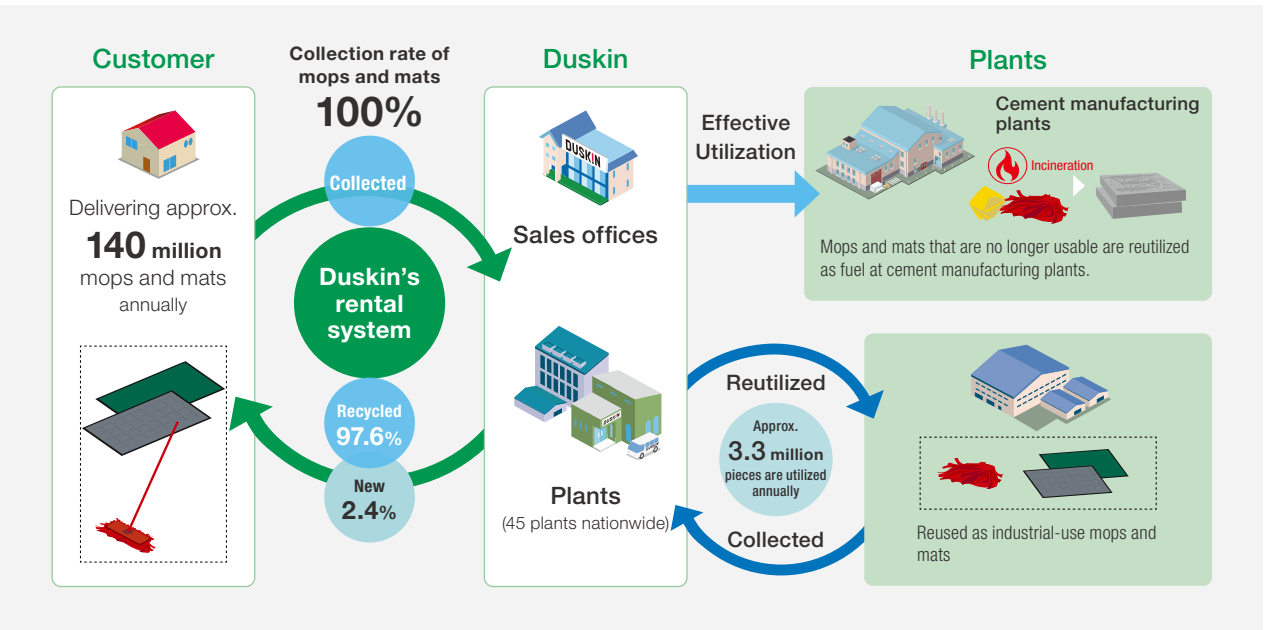 Customer
Delivering approx.
140 million
mops and mats
annually
Collection rate of
mops and mats
100%
Collected
Duskin's
rental
system
Recycled
97.6%
New
2.4%
Duskin
DUSKIN
Sales offices
DUSKIN
Plants
(45 plants nationwide)
Effective
Utilization
Plants
Cement manufacturing
plants
Incineration
Mops and mats that are no longer usable are reutilized
as fuel at cement manufacturing plants.
Reutilized
Approx.
3.3 million
pieces are utilized
annually
Collected
Reused as industrial-use mops and
mats